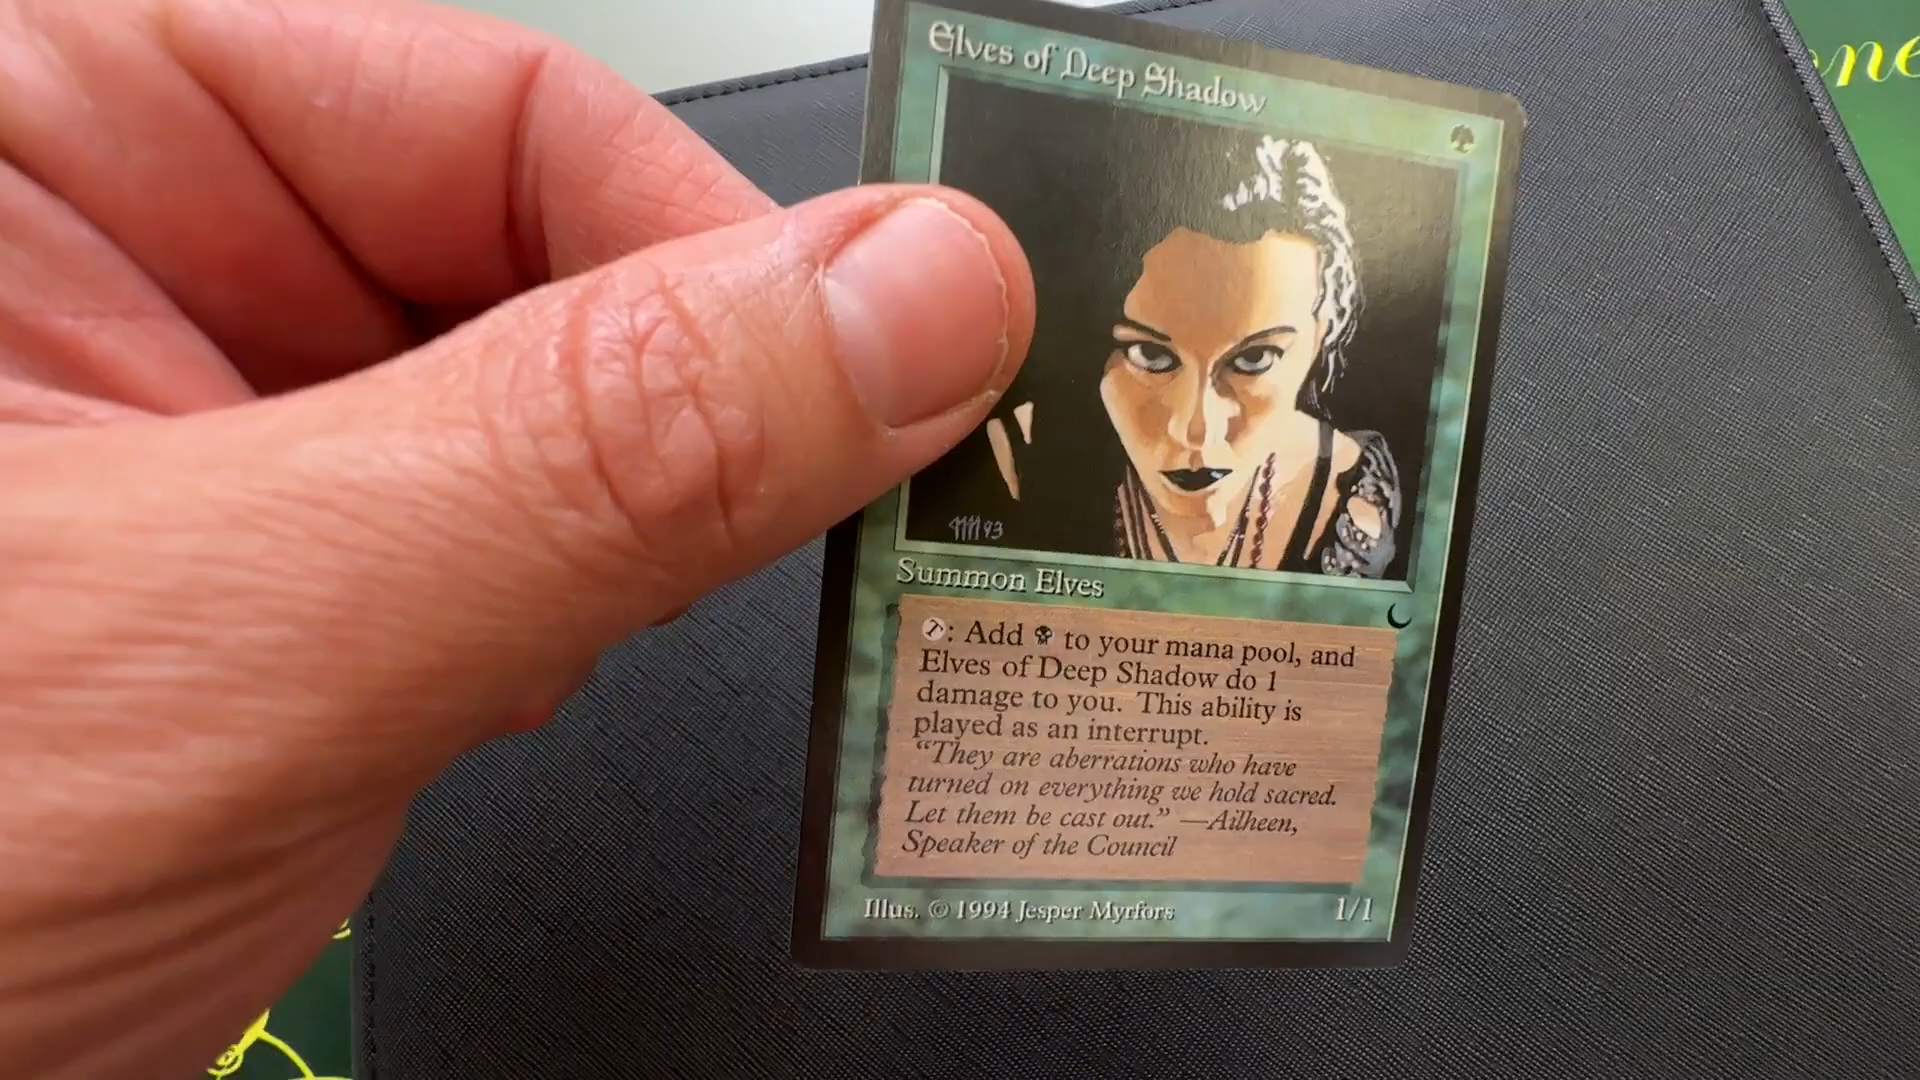 Elves of Deep Shadow
one
93
Summon Elves
: Add to your mana pool, and
Elves of Deep Shadow do 1
damage to you. This ability is
played as an interrupt.
“They are aberrations who have
turned on everything we hold sacred.
Let them be cast out.” —Ailheen,
Speaker of the Council
Illus. © 1994 Jesper Myrfors
1/1